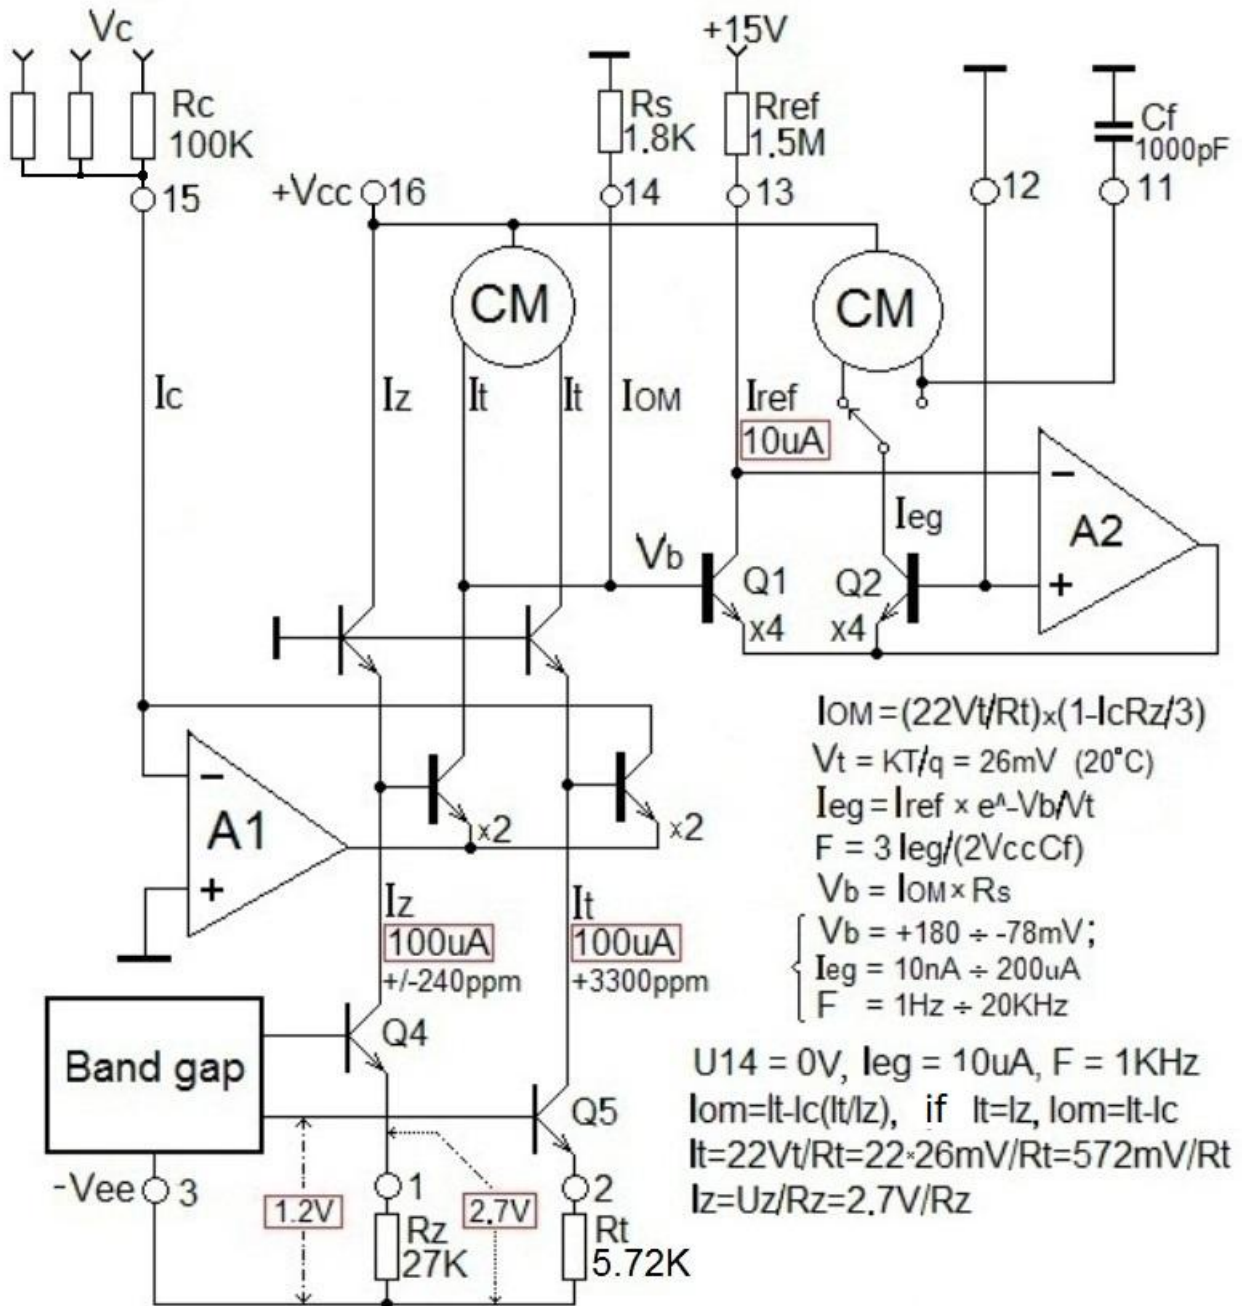 Vc
+15V
Rc
100K
Rs
1.8K
Rref
1.5M
Cf
1000pF
15
+Vcc 16
14
13
12
11
CM
CM
Ic
Iz
It
It
IOM
Iref
10uA
Ieg
−
A2
+
Vb
Q1
x4
Q2
x4
−
A1
+
x2
x2
IOM=(22Vt/Rt)x(1-IcRz/3)
Vt = KT/q = 26mV (20°C)
Ieg=Iref × e^-Vb/Vt
F = 3 Ieg/(2VccCf)
Vb = IOM × Rs
Vb = +180 ÷ -78mV;
Ieg = 10nA ÷ 200uA
F = 1Hz ÷ 20KHz
Iz
100uA
+/-240ppm
It
100uA
+3300ppm
Band gap
Q4
Q5
-Vee 3
1.2V
1
2.7V
2
Rz
27K
Rt
5.72K
U14 = 0V, Ieg = 10uA, F = 1KHz
Iom=It-Ic(It/Iz), if It=Iz, Iom=It-Ic
It=22Vt/Rt=22×26mV/Rt=572mV/Rt
Iz=Uz/Rz=2.7V/Rz